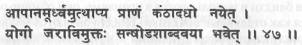 आपानमूर्ध्वमुत्थाप्य प्राणं कंठादधो नयेत् ।
योगी जराविमुक्तः सन्षोडशाब्दवया भवेत् ।। ४७ ।।